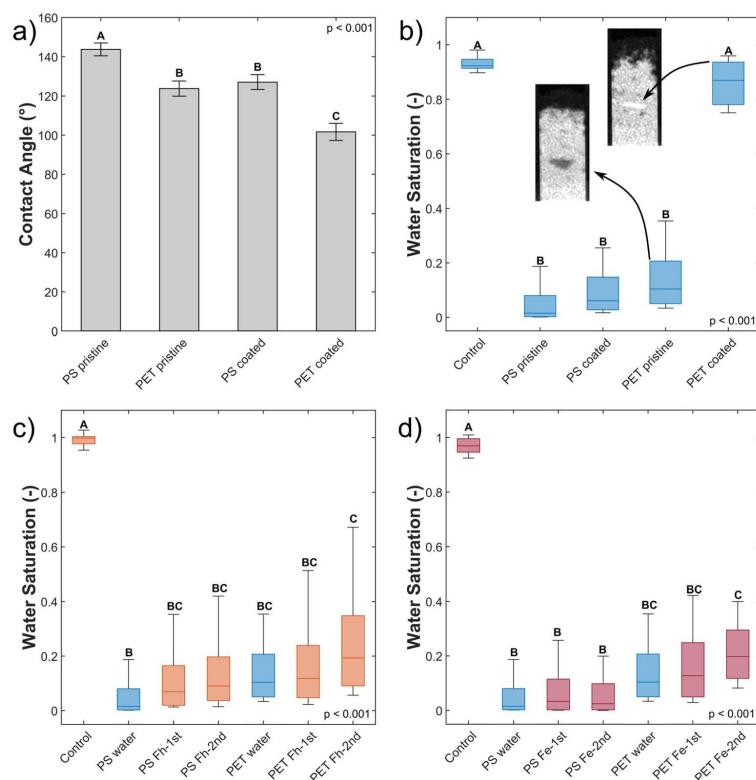 a)
160
140
120
100
80
60
40
20
0
Contact Angle (°)
A
B
B
C
p < 0.001
PS pristine
PET pristine
PS coated
PET coated
b)
1
0.8
0.6
0.4
0.2
0
Water Saturation (-)
A
B
B
B
A
p < 0.001
Control
PS pristine
PS coated
PET pristine
PET coated
c)
1
0.8
0.6
0.4
0.2
0
Water Saturation (-)
A
B
BC
BC
BC
BC
C
p < 0.001
Control
PS water
PS Fh-1st
PS Fh-2nd
PET water
PET Fh-1st
PET Fh-2nd
d)
1
0.8
0.6
0.4
0.2
0
Water Saturation (-)
A
B
B
B
BC
BC
C
p < 0.001
Control
PS water
PS Fe-1st
PS Fe-2nd
PET water
PET Fe-1st
PET Fe-2nd